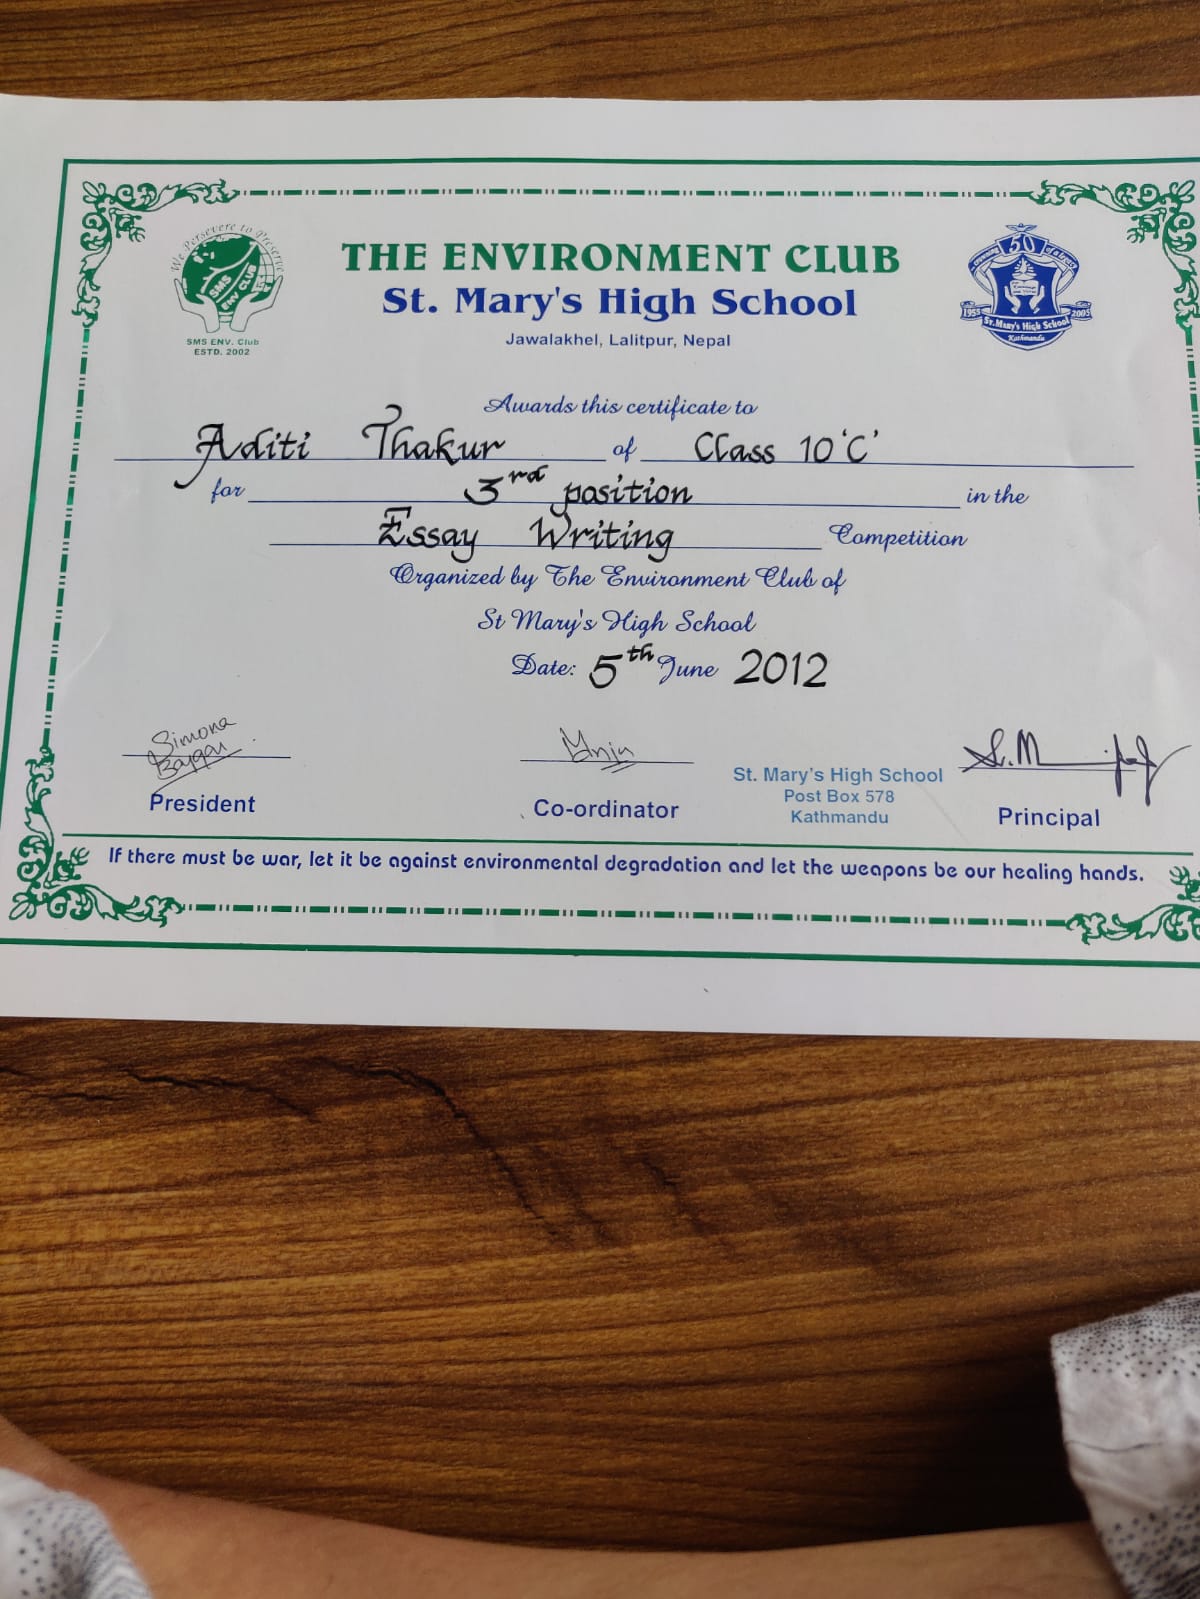 We Persevere to Preserve
SMS
ENV CLUB
SMS ENV. Club
ESTD. 2002
THE ENVIRONMENT CLUB
St. Mary's High School
Jawalakhel, Lalitpur, Nepal
50
1955 2005
St. Mary's High School
Kathmandu
Awards this certificate to
Aditi Thakur of Class 10 'C'
for 3rd position in the
Essay Writing Competition
Organized by The Environment Club of
St Mary's High School
Date: 5th June 2012
Simona
President
Co-ordinator
St. Mary's High School
Post Box 578
Kathmandu
Principal
If there must be war, let it be against environmental degradation and let the weapons be our healing hands.